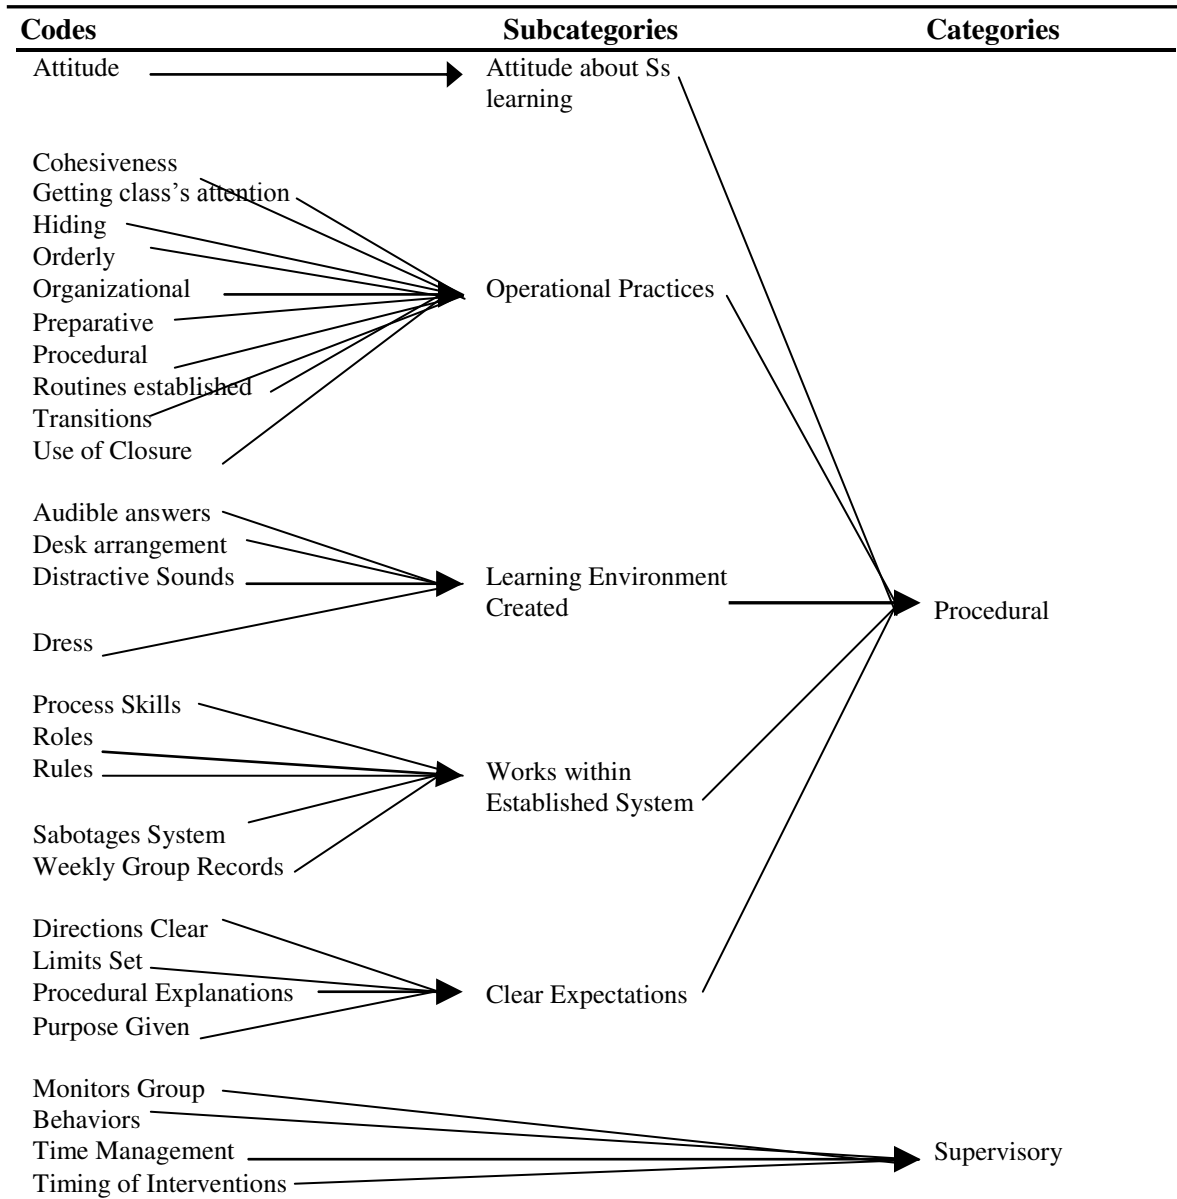 Codes Subcategories Categories
Attitude Attitude about Ss
learning
Cohesiveness
Getting class’s attention
Hiding
Orderly
Organizational Operational Practices
Preparative
Procedural
Routines established
Transitions
Use of Closure
Audible answers
Desk arrangement
Distractive Sounds Learning Environment
Created
Procedural
Dress
Process Skills
Roles
Rules Works within
Established System
Sabotages System
Weekly Group Records
Directions Clear
Limits Set
Procedural Explanations Clear Expectations
Purpose Given
Monitors Group
Behaviors
Time Management Supervisory
Timing of Interventions